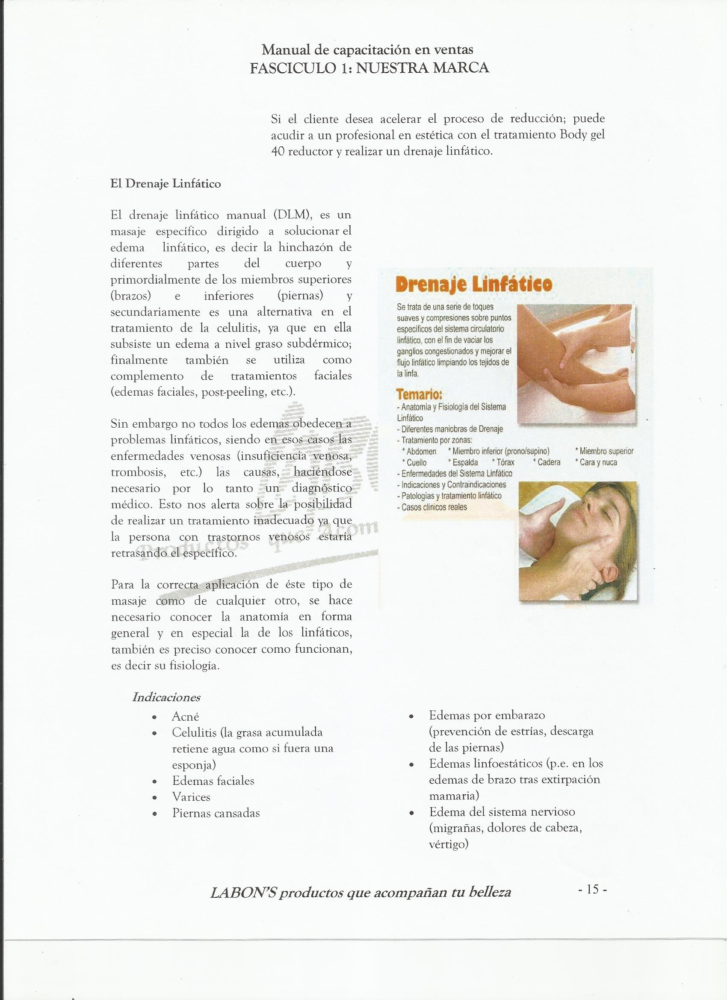 Manual de capacitación en ventas
FASCICULO 1: NUESTRA MARCA
Si el cliente desea acelerar el proceso de reducción; puede
acudir a un profesional en estética con el tratamiento Body gel
40 reductor y realizar un drenaje linfático.
El Drenaje Linfático
El drenaje linfático manual (DLM), es un
masaje específico dirigido a solucionar el
edema linfático, es decir la hinchazón de
diferentes partes del cuerpo y
primordialmente de los miembros superiores
(brazos) e inferiores (piernas) y
secundariamente es una alternativa en el
tratamiento de la celulitis, ya que en ella
subsiste un edema a nivel graso subdérmico;
finalmente también se utiliza como
complemento de tratamientos faciales
(edemas faciales, post-peeling, etc.).
Sin embargo no todos los edemas obedecen a
problemas linfáticos, siendo en esos casos las
enfermedades venosas (insuficiencia venosa,
trombosis, etc.) las causas, haciéndose
necesario por lo tanto un diagnóstico
médico. Esto nos alerta sobre la posibilidad
de realizar un tratamiento inadecuado ya que
la persona con trastornos venosos estaría
retrasando el específico.
Productos que
Para la correcta aplicación de éste tipo de
masaje como de cualquier otro, se hace
necesario conocer la anatomía en forma
general y en especial la de los linfáticos,
también es preciso conocer como funcionan,
es decir su fisiología.
Drenaje Linfático
Se trata de una serie de toques
suaves y compresiones sobre puntos
especificos del sistema circulatorio
linfático, con el fin de vaciar los
ganglios congestionados y mejorar el
flujo linfático limpiando los tejidos de
la linfa.
Temario:
- Anatomia y Fisiología del Sistema
Linfático
- Diferentes maniobras de Drenaje
- Tratamiento por zonas:
* Abdomen * Miembro inferior (prono/supino) * Miembro superior
* Cuello * Espalda * Tórax * Cadera * Cara y nuca
- Enfermedades del Sistema Linfático
- Indicaciones y Contraindicaciones
- Patologias y tratamiento linfático
- Casos clinicos reales
Indicaciones
• Acné
• Celulitis (la grasa acumulada
retiene agua como si fuera una
esponja)
• Edemas faciales
• Varices
• Piernas cansadas
• Edemas por embarazo
(prevención de estrías, descarga
de las piernas)
• Edemas linfoestáticos (p.e. en los
edemas de brazo tras extirpación
mamaria)
• Edema del sistema nervioso
(migrañas, dolores de cabeza,
vértigo)
LABON'S productos que acompañan tu belleza - 15 -